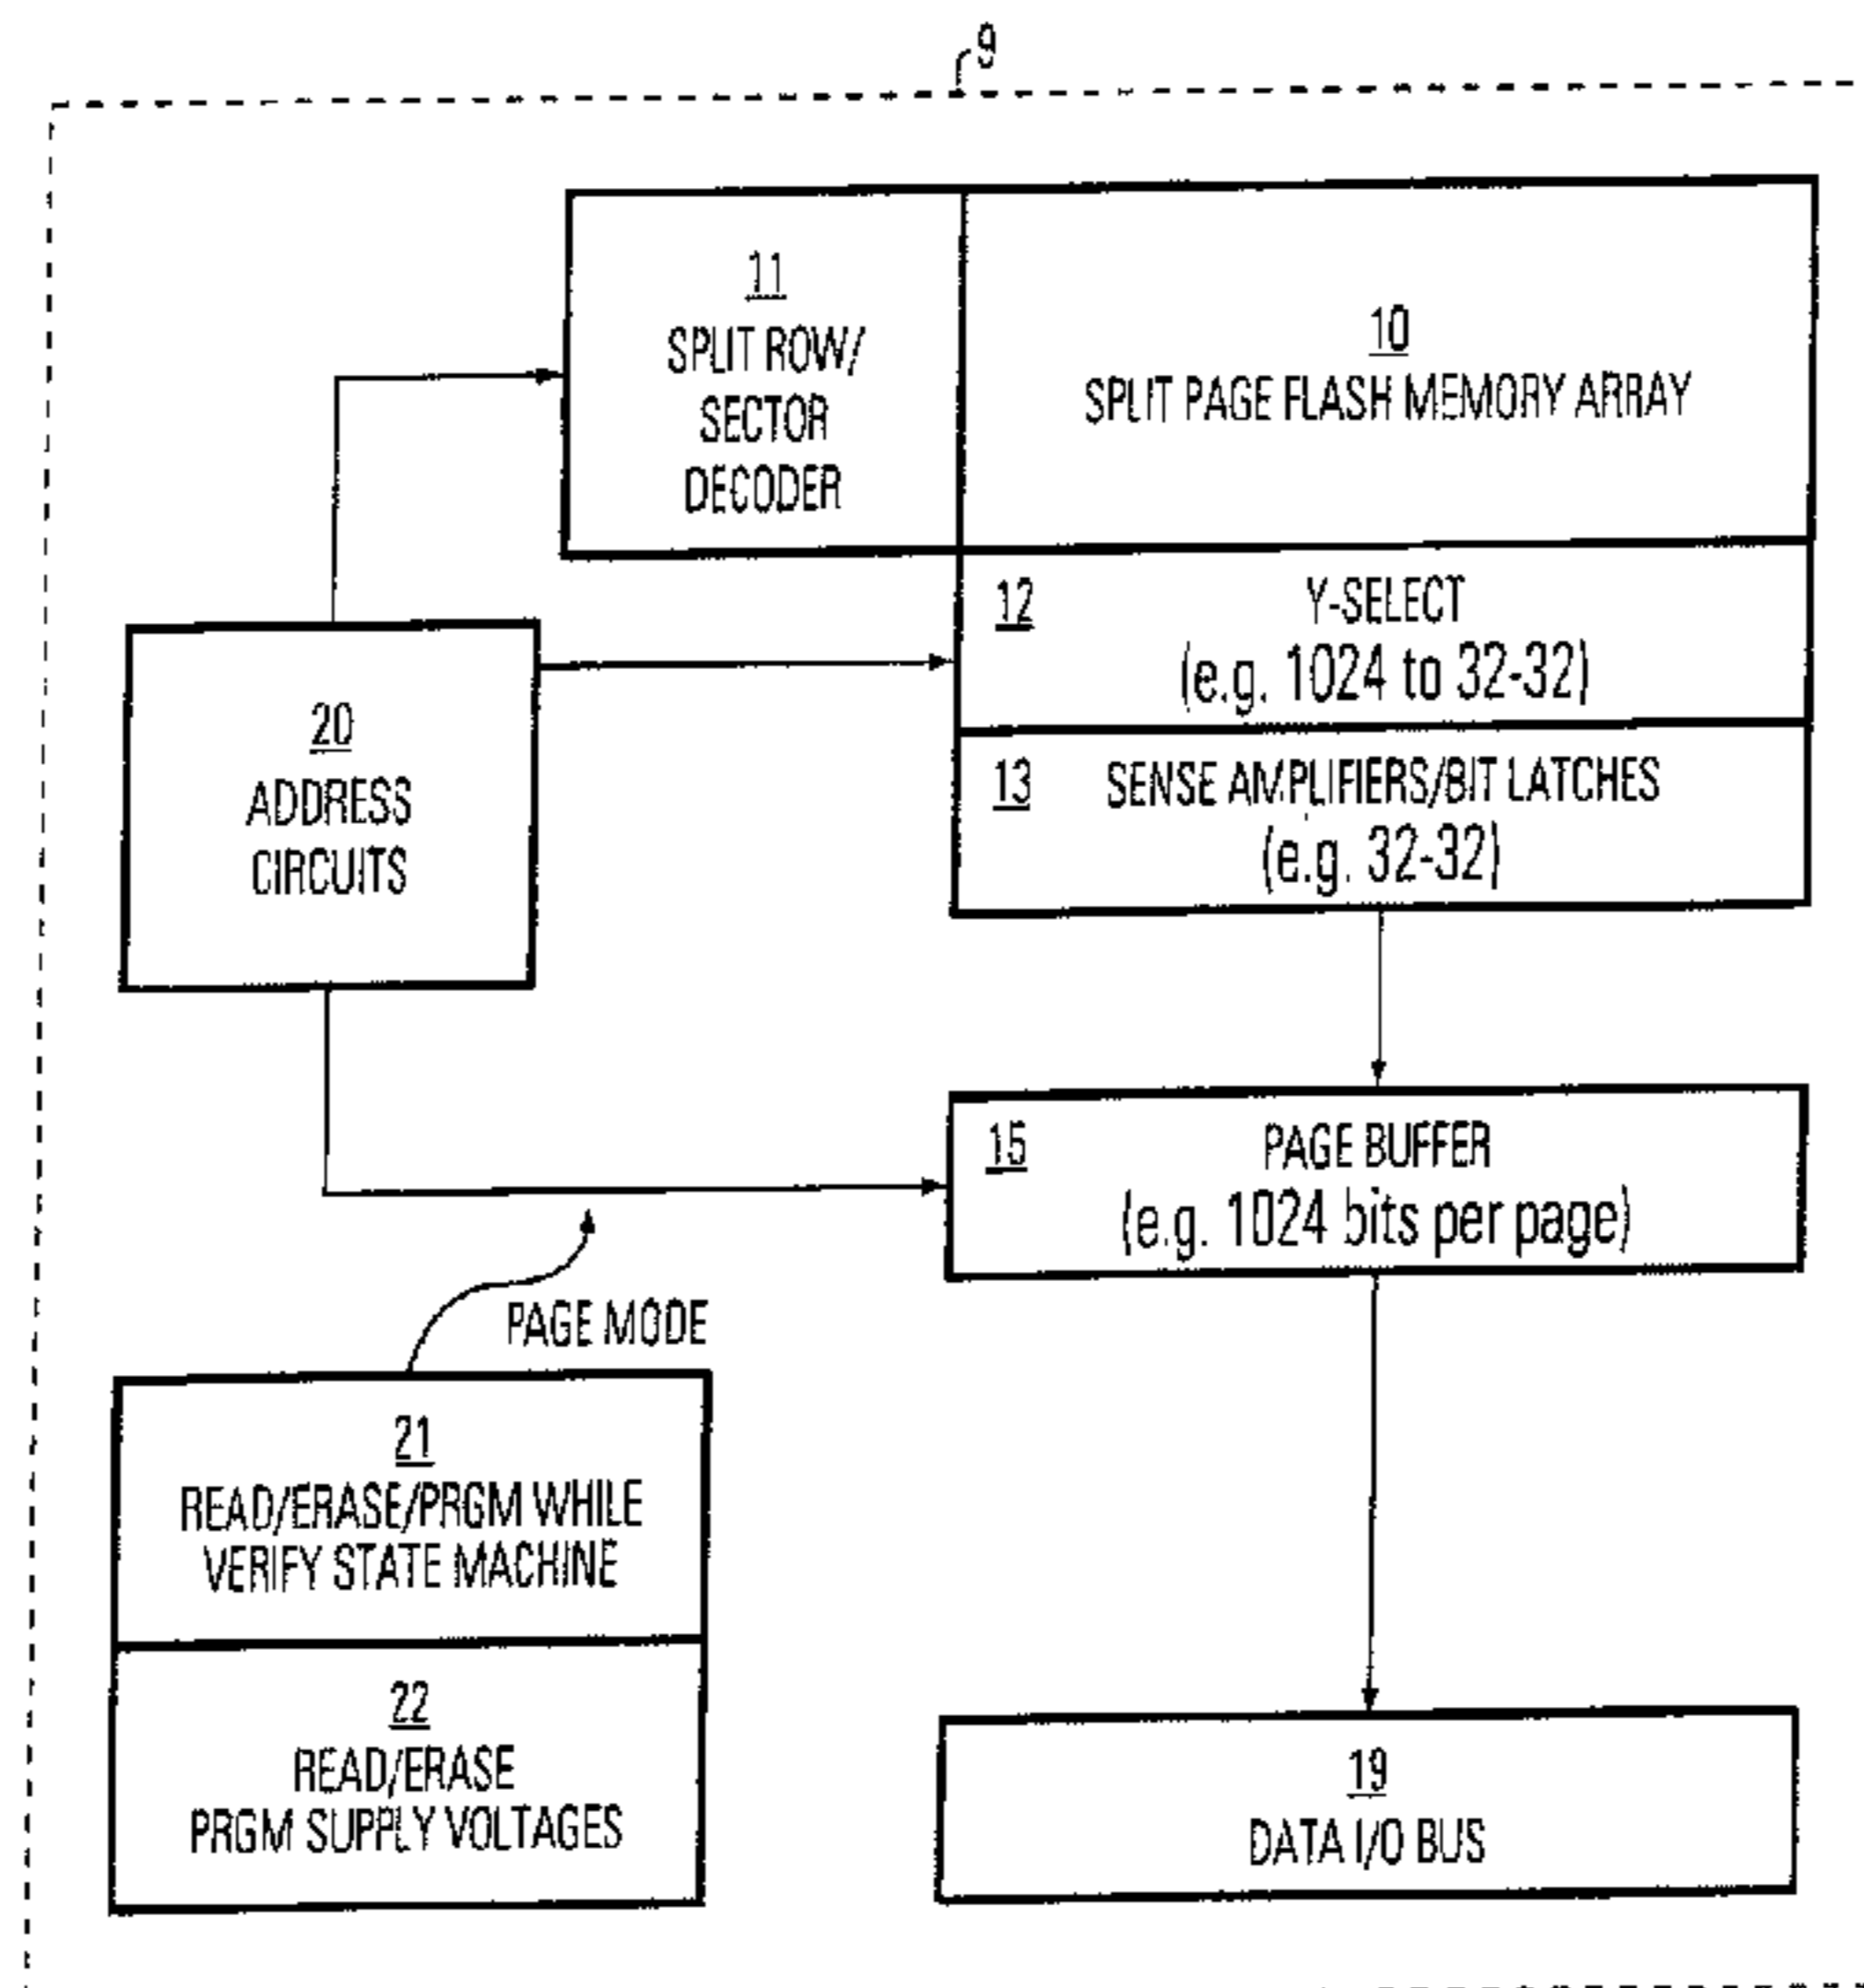 9
11
SPLIT ROW/
SECTOR
DECODER
10
SPLIT PAGE FLASH MEMORY ARRAY
12 Y-SELECT
(e.g. 1024 to 32-32)
13 SENSE AMPLIFIERS/BIT LATCHES
(e.g. 32-32)
20
ADDRESS
CIRCUITS
15 PAGE BUFFER
(e.g. 1024 bits per page)
PAGE MODE
21
READ/ERASE/PRGM WHILE
VERIFY STATE MACHINE
22
READ/ERASE
PRGM SUPPLY VOLTAGES
19
DATA I/O BUS